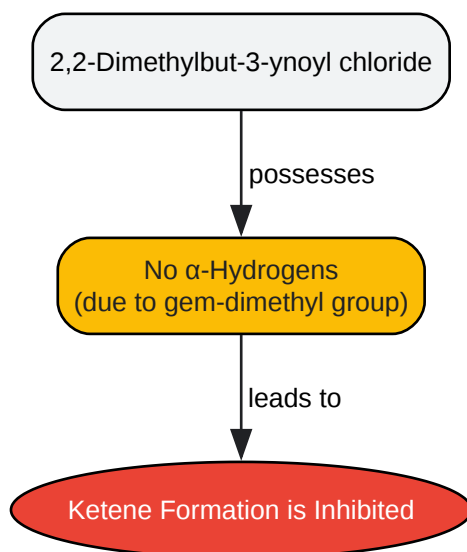 2,2-Dimethylbut-3-ynoyl chloride
possesses
No α-Hydrogens
(due to gem-dimethyl group)
leads to
Ketene Formation is Inhibited